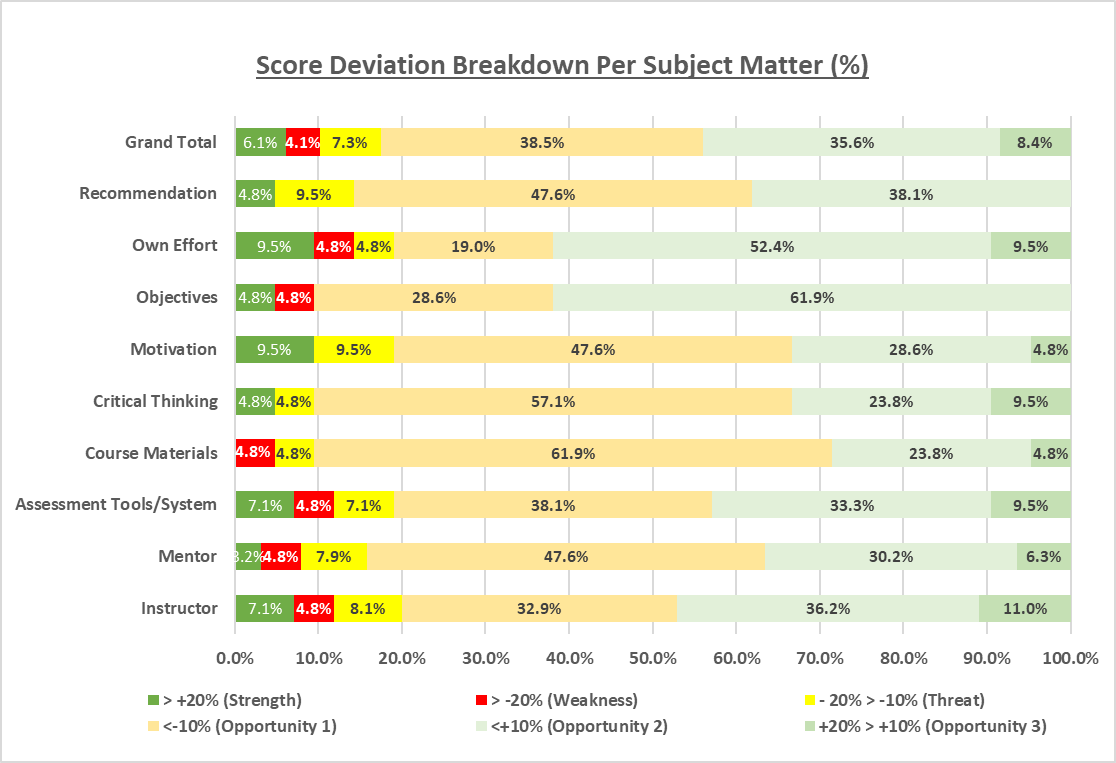 Score Deviation Breakdown Per Subject Matter (%)
Grand Total 6.1% 4.1% 7.3% 38.5% 35.6% 8.4%
Recommendation 4.8% 9.5% 47.6% 38.1%
Own Effort 9.5% 4.8% 4.8% 19.0% 52.4% 9.5%
Objectives 4.8% 4.8% 28.6% 61.9%
Motivation 9.5% 9.5% 47.6% 28.6% 4.8%
Critical Thinking 4.8% 4.8% 57.1% 23.8% 9.5%
Course Materials 4.8% 4.8% 61.9% 23.8% 4.8%
Assessment Tools/System 7.1% 4.8% 7.1% 38.1% 33.3% 9.5%
Mentor 3.2% 4.8% 7.9% 47.6% 30.2% 6.3%
Instructor 7.1% 4.8% 8.1% 32.9% 36.2% 11.0%
0.0% 10.0% 20.0% 30.0% 40.0% 50.0% 60.0% 70.0% 80.0% 90.0% 100.0%
> +20% (Strength) > -20% (Weakness) - 20% > -10% (Threat)
<-10% (Opportunity 1) <+10% (Opportunity 2) +20% > +10% (Opportunity 3)